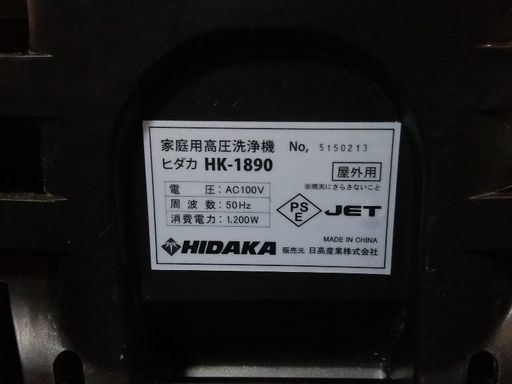 家庭用高圧洗浄機 No, 5150213
ヒダカ HK-1890 屋外用
※雨天にさらさないこと
電 圧:AC100V
周 波 数:50Hz
消費電力:1.200W
PS
E
JET
MADE IN CHINA
HIDAKA 販売元 日高産業株式会社